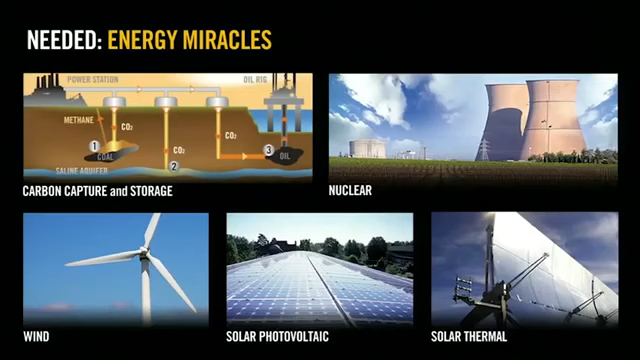 NEEDED: ENERGY MIRACLES
POWER STATION
OIL RIG
METHANE
CO₂
CO₂
CO₂
1
COAL
2
3
OIL
SALINE AQUIFER
CARBON CAPTURE and STORAGE
NUCLEAR
WIND
SOLAR PHOTOVOLTAIC
SOLAR THERMAL